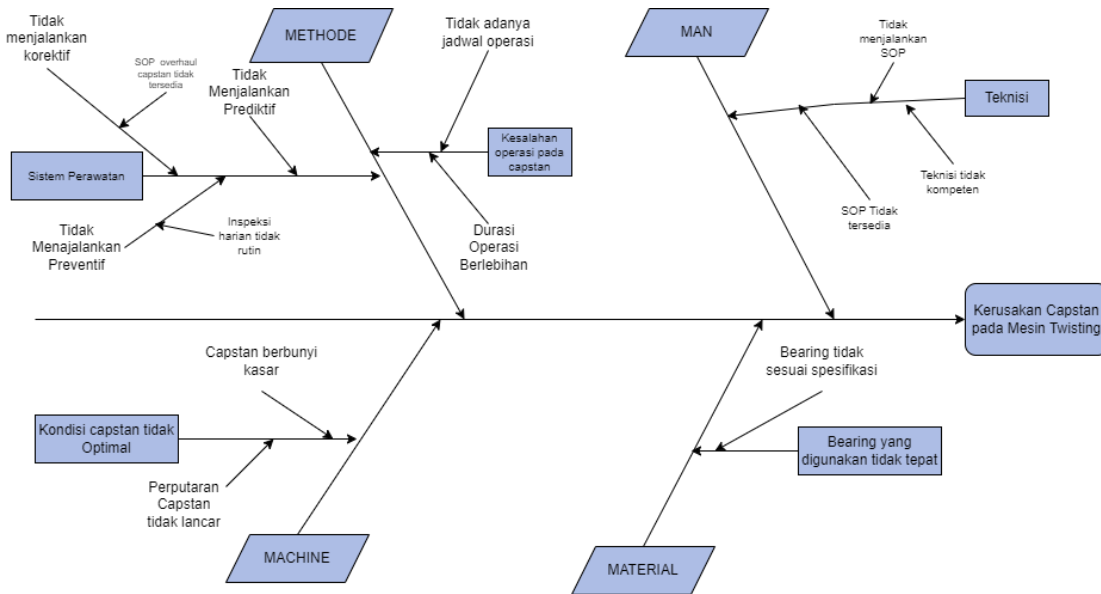 Tidak
menjalankan
korektif
SOP overhaul
capstan tidak
tersedia
Tidak
Menjalankan
Prediktif
METHODE
Tidak adanya
jadwal operasi
MAN
Tidak
menjalankan
SOP
Teknisi
Sistem Perawatan
Kesalahan
operasi pada
capstan
Teknisi tidak
kompeten
SOP Tidak
tersedia
Tidak
Menajalankan
Preventif
Inspeksi
harian tidak
rutin
Durasi
Operasi
Berlebihan
Kerusakan Capstan
pada Mesin Twisting
Capstan berbunyi
kasar
Bearing tidak
sesuai spesifikasi
Kondisi capstan tidak
Optimal
Bearing yang
digunakan tidak tepat
Perputaran
Capstan
tidak lancar
MACHINE
MATERIAL